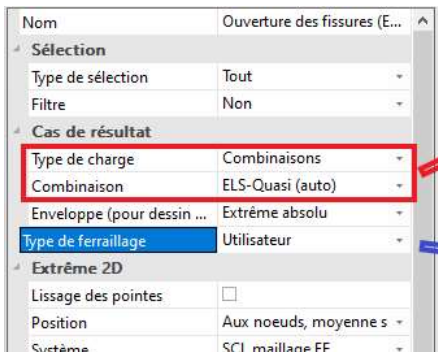 Nom Ouverture des fissures (E...
Sélection
Type de sélection Tout
Filtre Non
Cas de résultat
Type de charge Combinaisons
Combinaison ELS-Quasi (auto)
Enveloppe (pour dessin ... Extrême absolu
Type de ferraillage Utilisateur
Extrême 2D
Lissage des pointes
Position Aux noeuds, moyenne s
Système SCL maillage EF